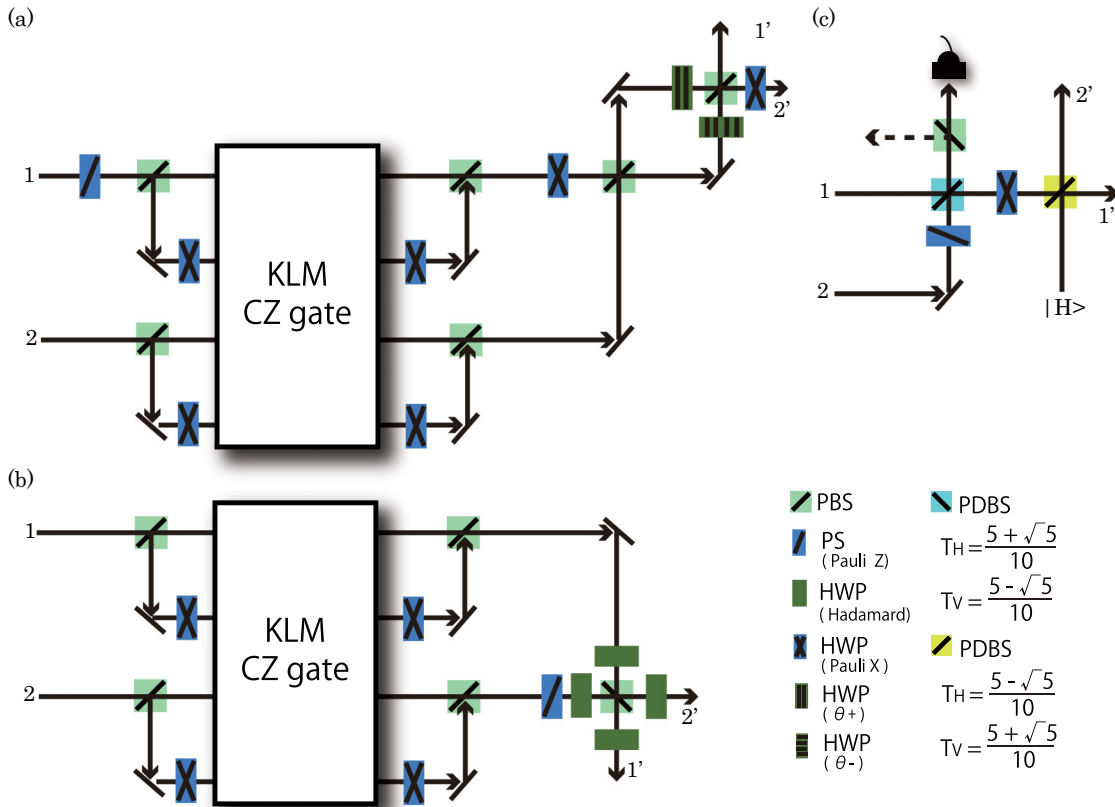 (a)
1
KLM
CZ gate
2
1’
2’
(c)
1
2
2’
1’
|H>
(b)
1
KLM
CZ gate
2
2’
1’
PBS
PS
(Pauli Z)
HWP
(Hadamard)
HWP
(Pauli X)
HWP
(θ+)
HWP
(θ-)
PDBS
TH = 5 + √5
10
TV = 5 - √5
10
PDBS
TH = 5 - √5
10
TV = 5 + √5
10